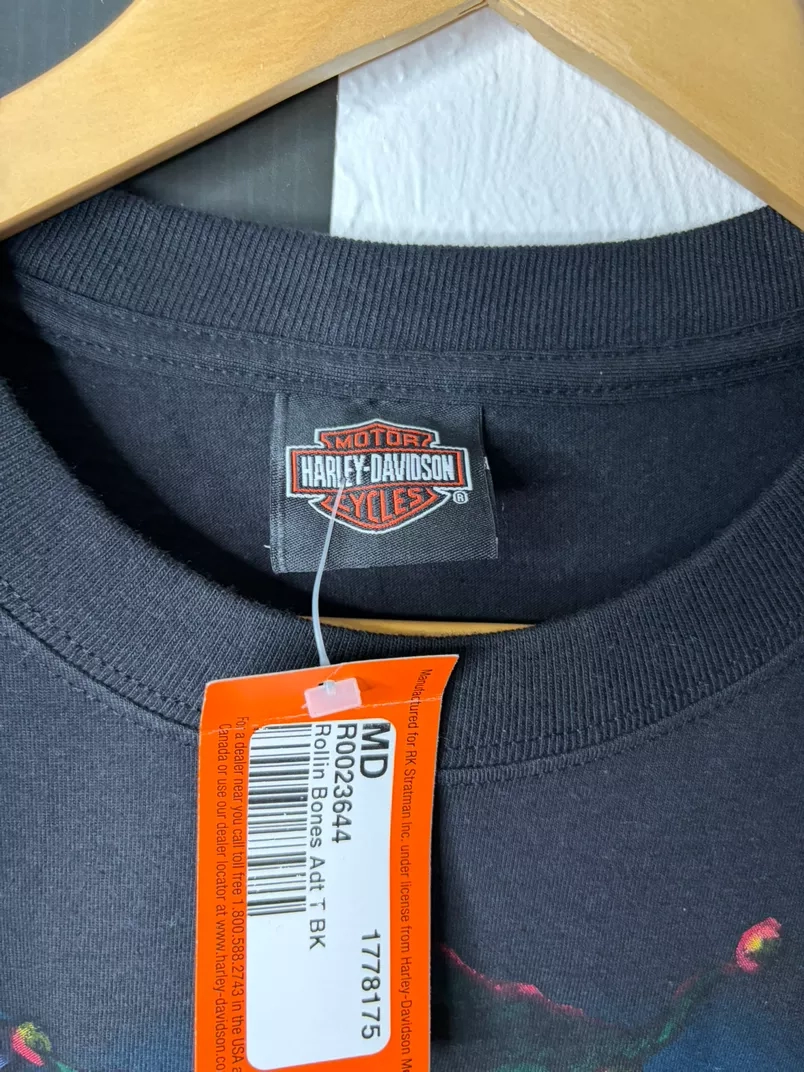 MOTOR
HARLEY-DAVIDSON
CYCLES
®
Manufactured for RK Stratman Inc. under license from Harley-Davidson
MD
R0023644 1778175
Rollin Bones Adt T BK
For a dealer near you call toll free 1.800.588.2743 in the USA
Canada or use our dealer locator at www.harley-davidson.co